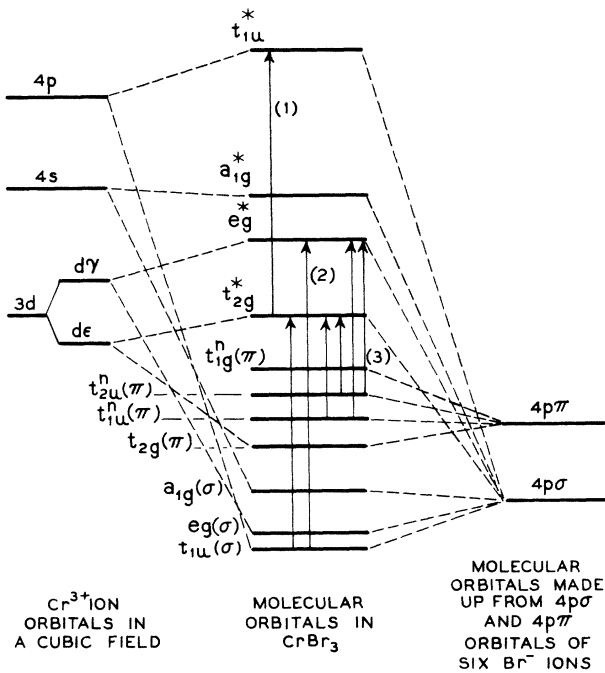 t*1u
4p
(1)
a*1g
4s
e*g
dγ
(2)
3d
t*2g
dε
tn1g(π)
(3)
tn2u(π)
tn1u(π)
4pπ
t2g(π)
a1g(σ)
4pσ
eg(σ)
t1u(σ)
Cr3+ION
ORBITALS IN
A CUBIC FIELD
MOLECULAR
ORBITALS IN
CrBr3
MOLECULAR
ORBITALS MADE
UP FROM 4pσ
AND 4pπ
ORBITALS OF
SIX Br− IONS